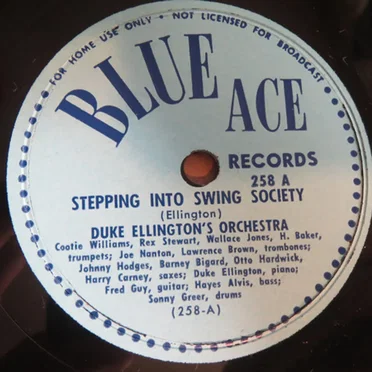 FOR HOME USE ONLY • NOT LICENSED FOR BROADCAST •
BLUE ACE
RECORDS
258 A
STEPPING INTO SWING SOCIETY
(Ellington)
DUKE ELLINGTON'S ORCHESTRA
Cootie Williams, Rex Stewart, Wallace Jones, H. Baker,
trumpets; Joe Nanton, Lawrence Brown, trombones;
Johnny Hodges, Barney Bigard, Otto Hardwick,
Harry Carney, saxes; Duke Ellington, piano;
Fred Guy, guitar; Hayes Alvis, bass;
Sonny Greer, drums
(258-A)